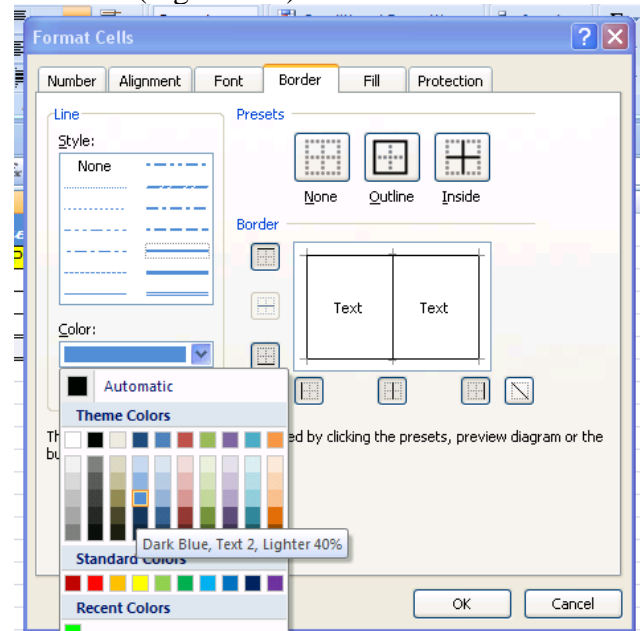 Format Cells
Number Alignment Font Border Fill Protection
Line
Presets
Style:
None
None Outline Inside
Border
Text Text
Color:
Automatic
Theme Colors
ed by clicking the presets, preview diagram or the
Dark Blue, Text 2, Lighter 40%
Standard Colors
Recent Colors
OK Cancel